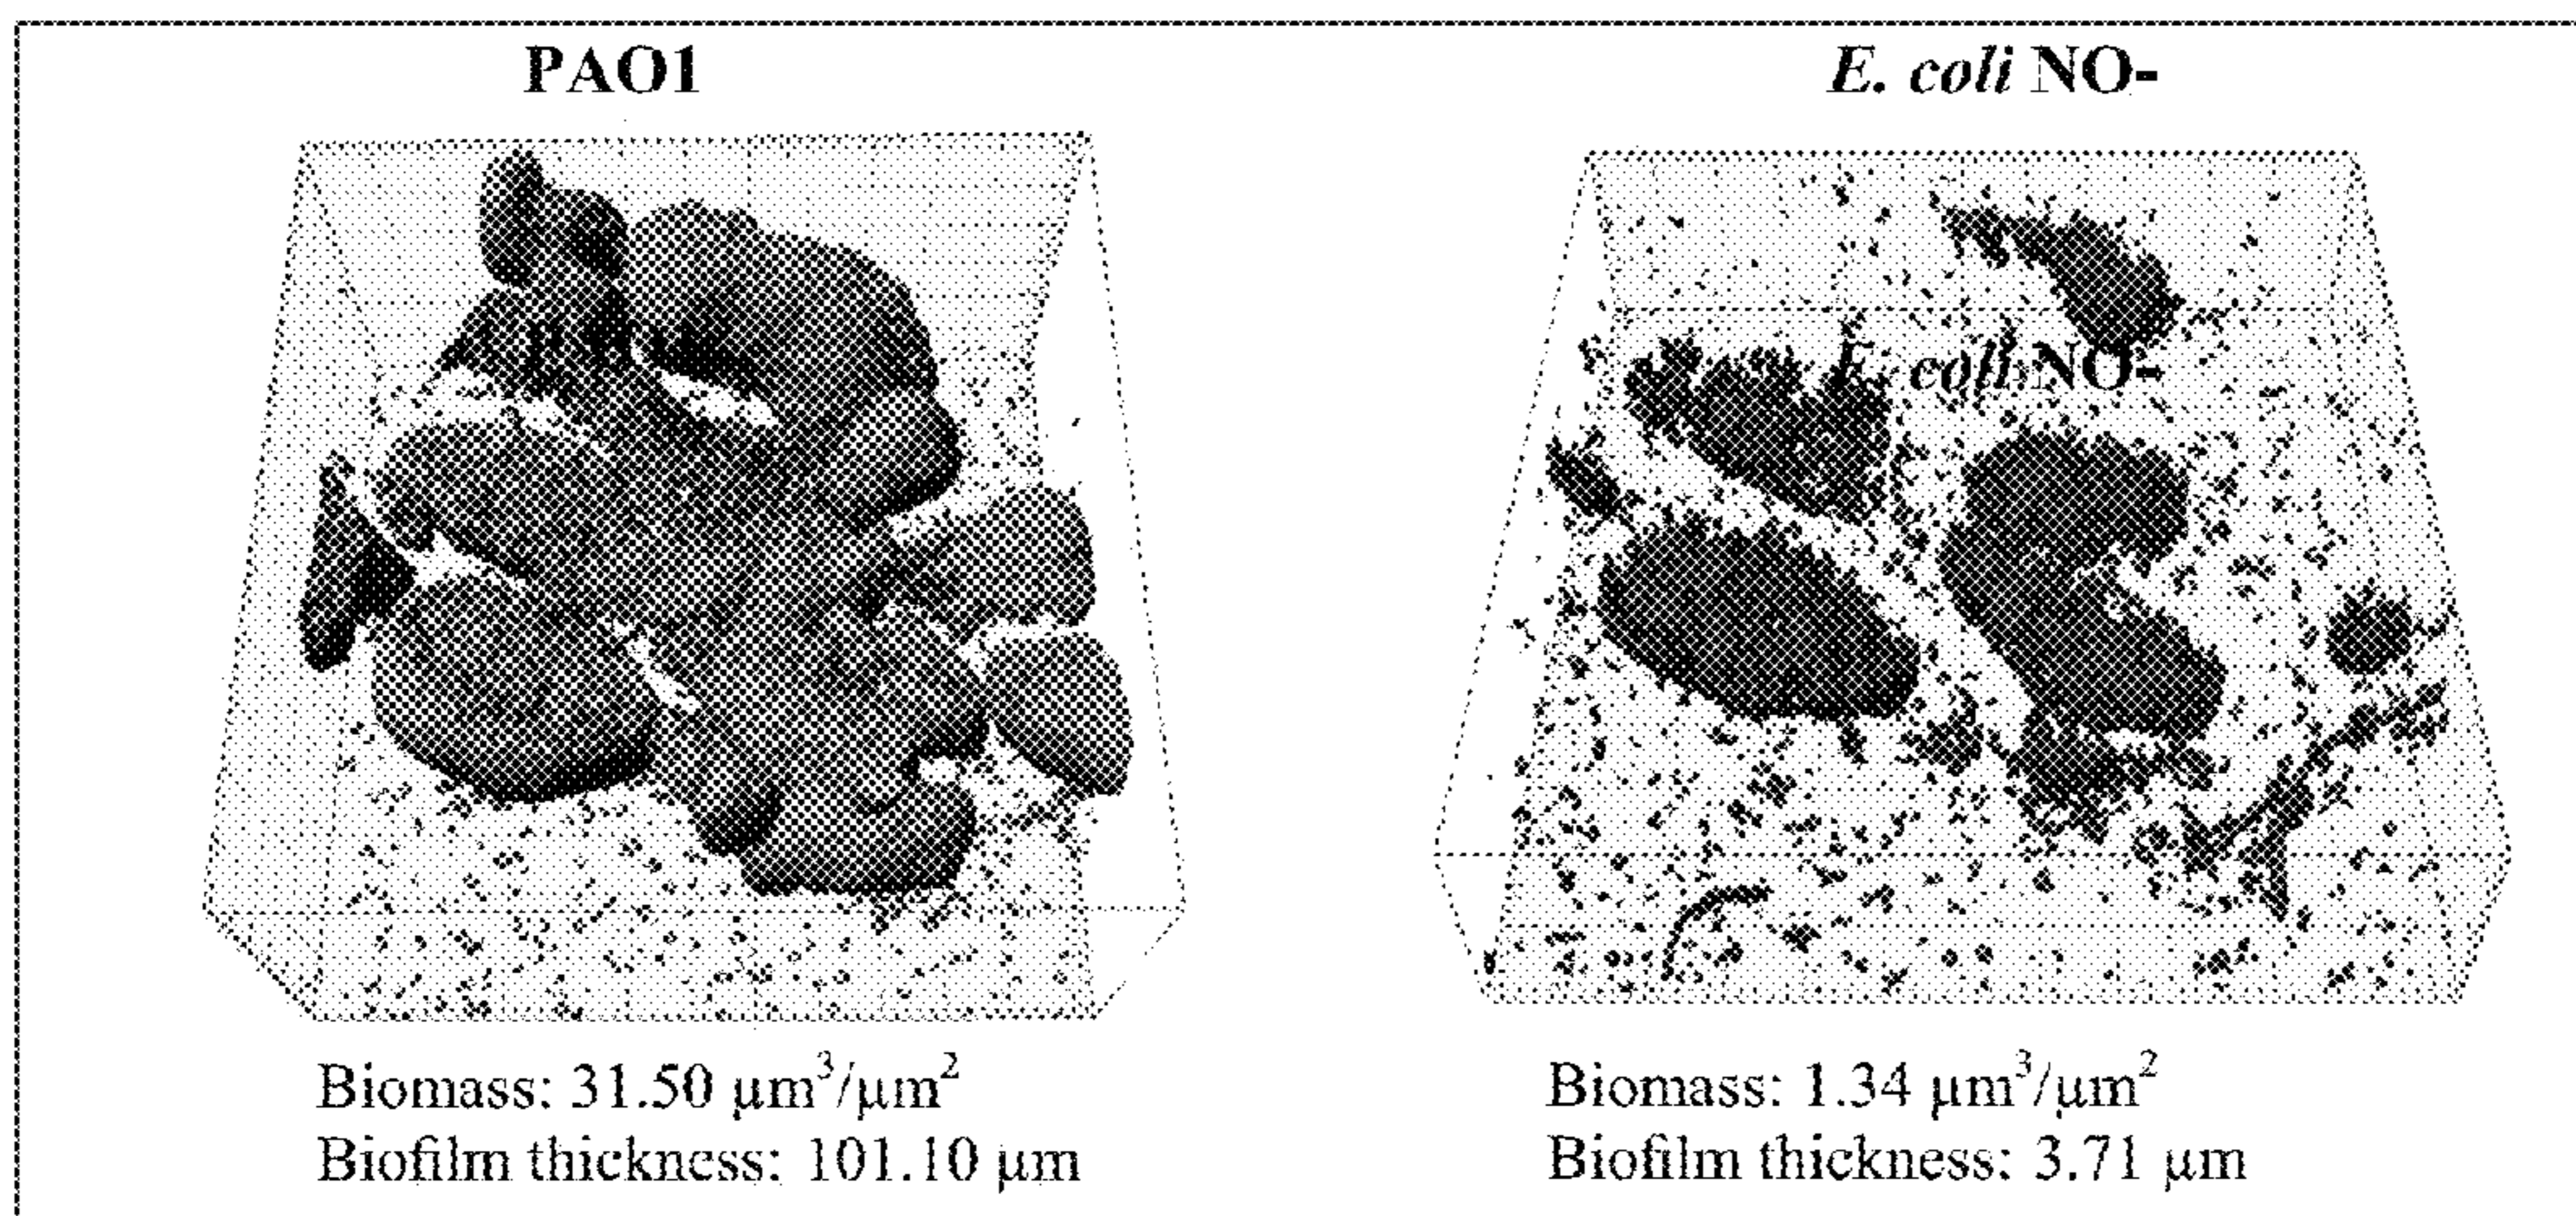 PAO1
E. coli NO-
E. coli NO-
Biomass: 31.50 μm³/μm²
Biofilm thickness: 101.10 μm
Biomass: 1.34 μm³/μm²
Biofilm thickness: 3.71 μm